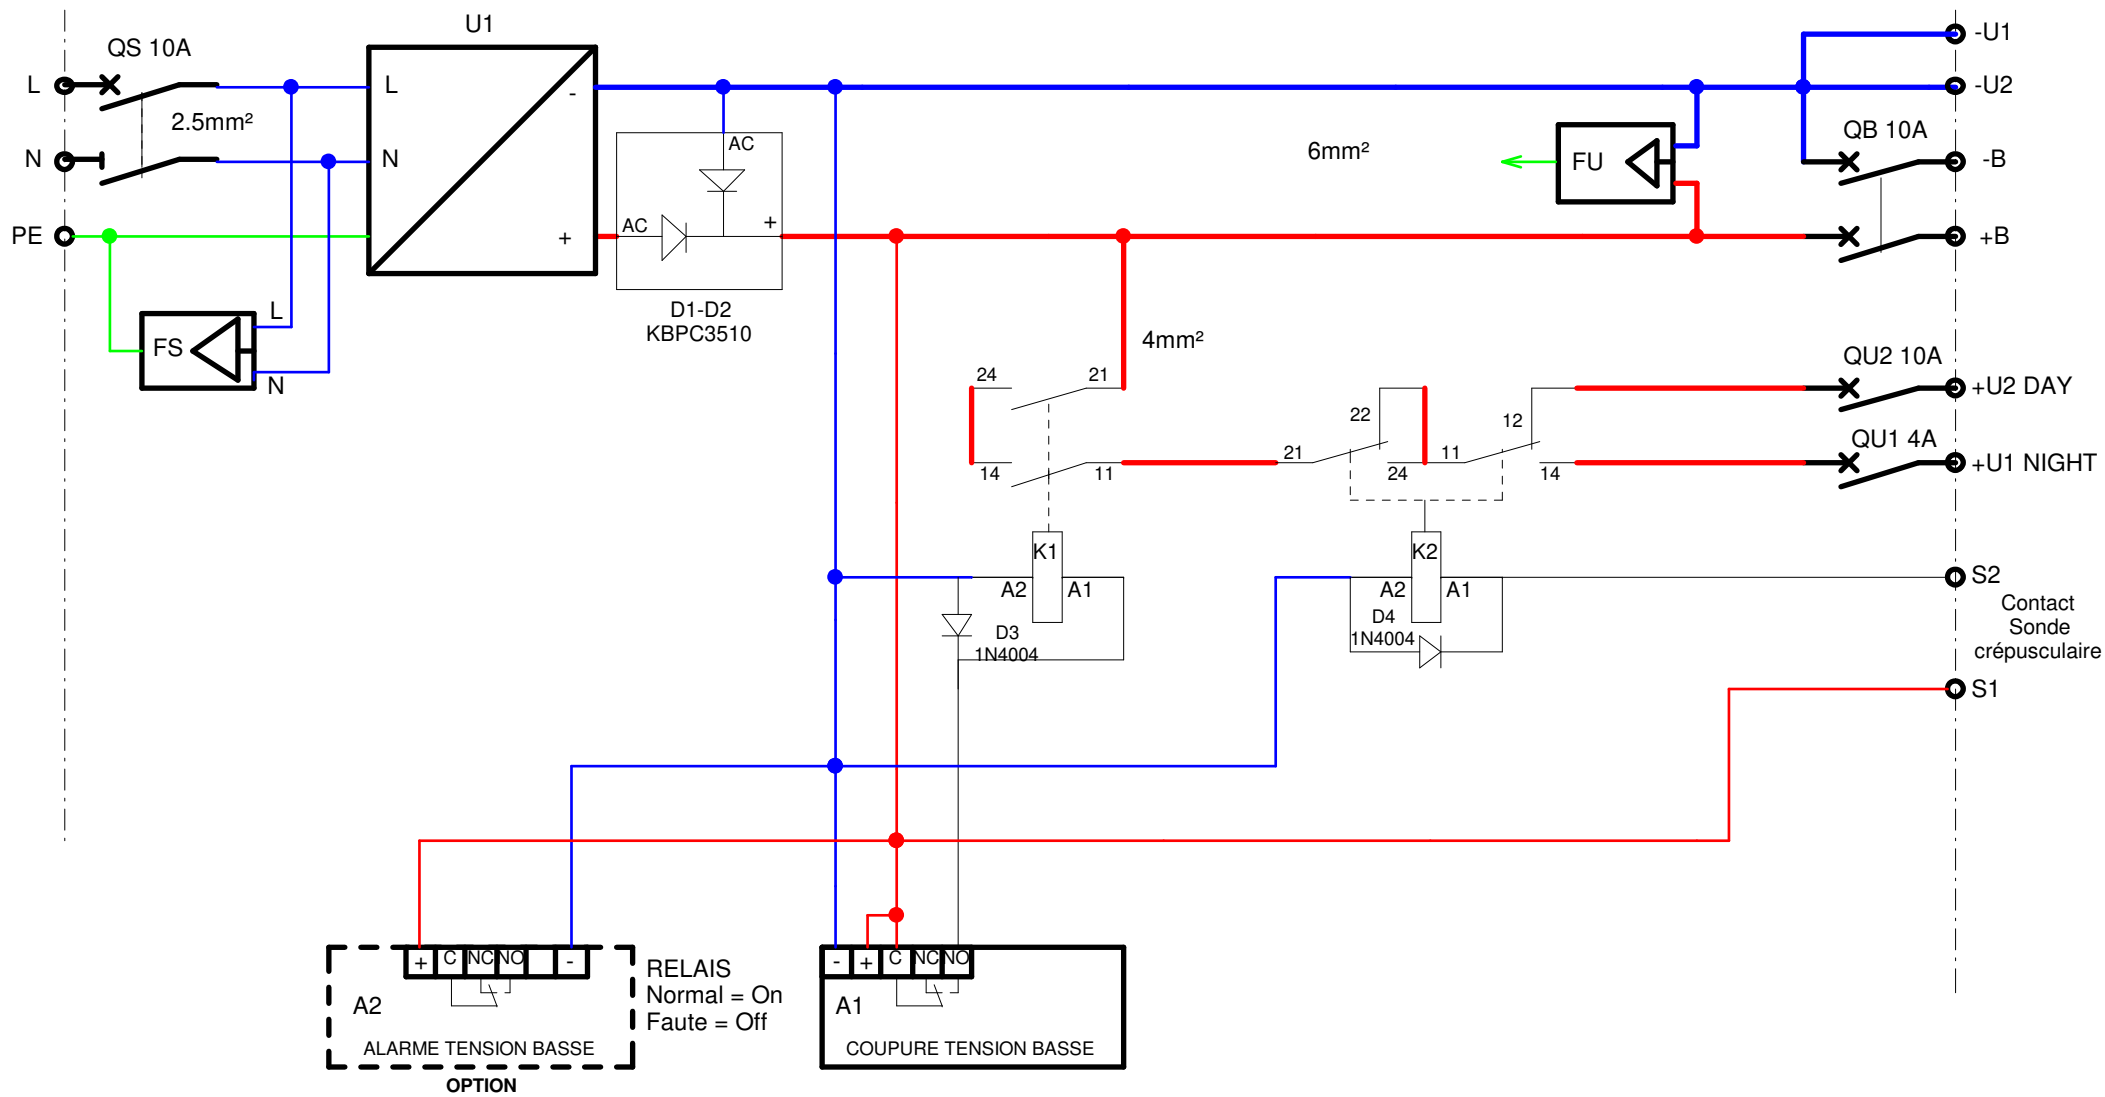 U1
QS 10A
L
2.5mm²
N
PE
L
N
-
+
AC
AC
+
D1-D2
KBPC3510
FS
L
N
6mm²
FU
-U1
-U2
QB 10A
-B
+B
4mm²
24
21
14
11
22
21
24
12
11
14
QU2 10A
+U2 DAY
QU1 4A
+U1 NIGHT
K1
A2
A1
D3
1N4004
K2
A2
A1
D4
1N4004
S2
Contact
Sonde
crépusculaire
S1
+
C
NC
NO
-
A2
ALARME TENSION BASSE
OPTION
RELAIS
Normal = On
Faute = Off
-
+
C
NC
NO
A1
COUPURE TENSION BASSE